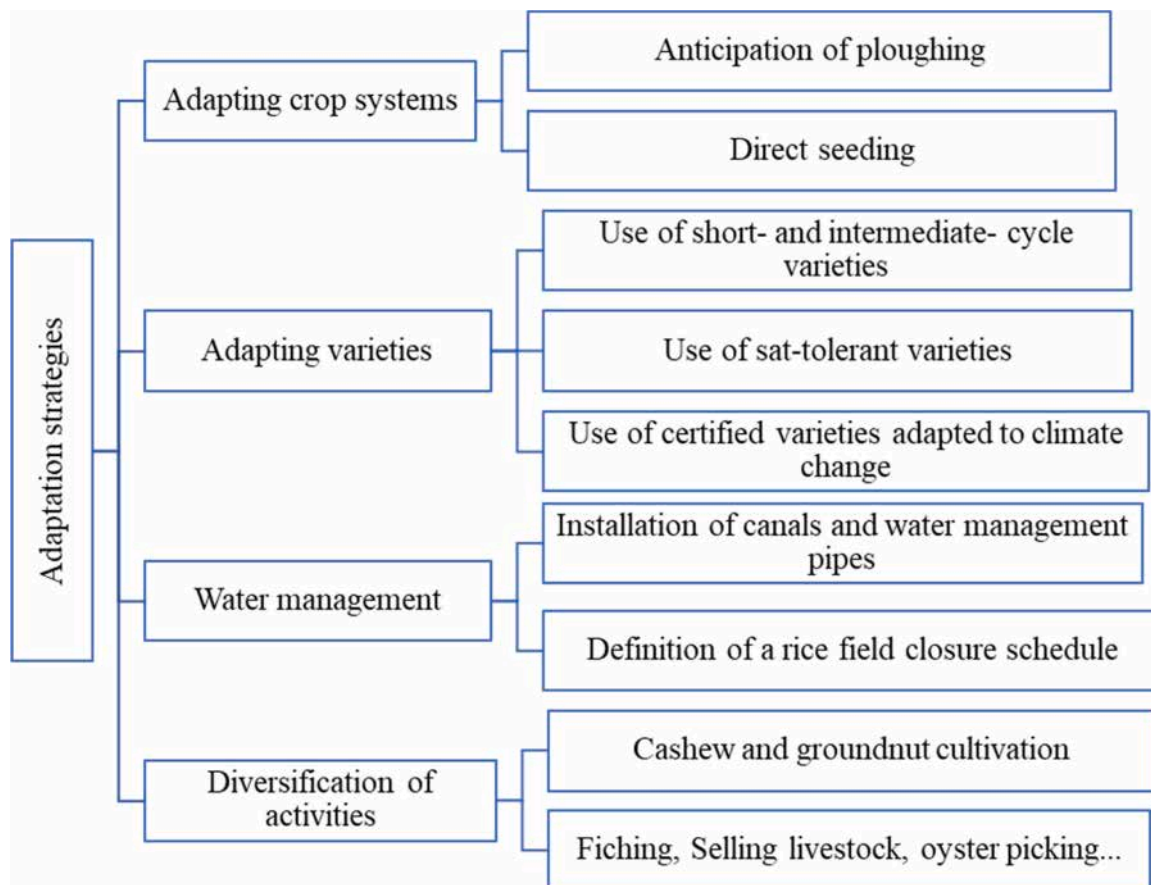 Adaptation strategies
Adapting crop systems
Anticipation of ploughing
Direct seeding
Adapting varieties
Use of short- and intermediate- cycle
varieties
Use of sat-tolerant varieties
Use of certified varieties adapted to climate
change
Water management
Installation of canals and water management
pipes
Definition of a rice field closure schedule
Diversification of
activities
Cashew and groundnut cultivation
Fiching, Selling livestock, oyster picking...